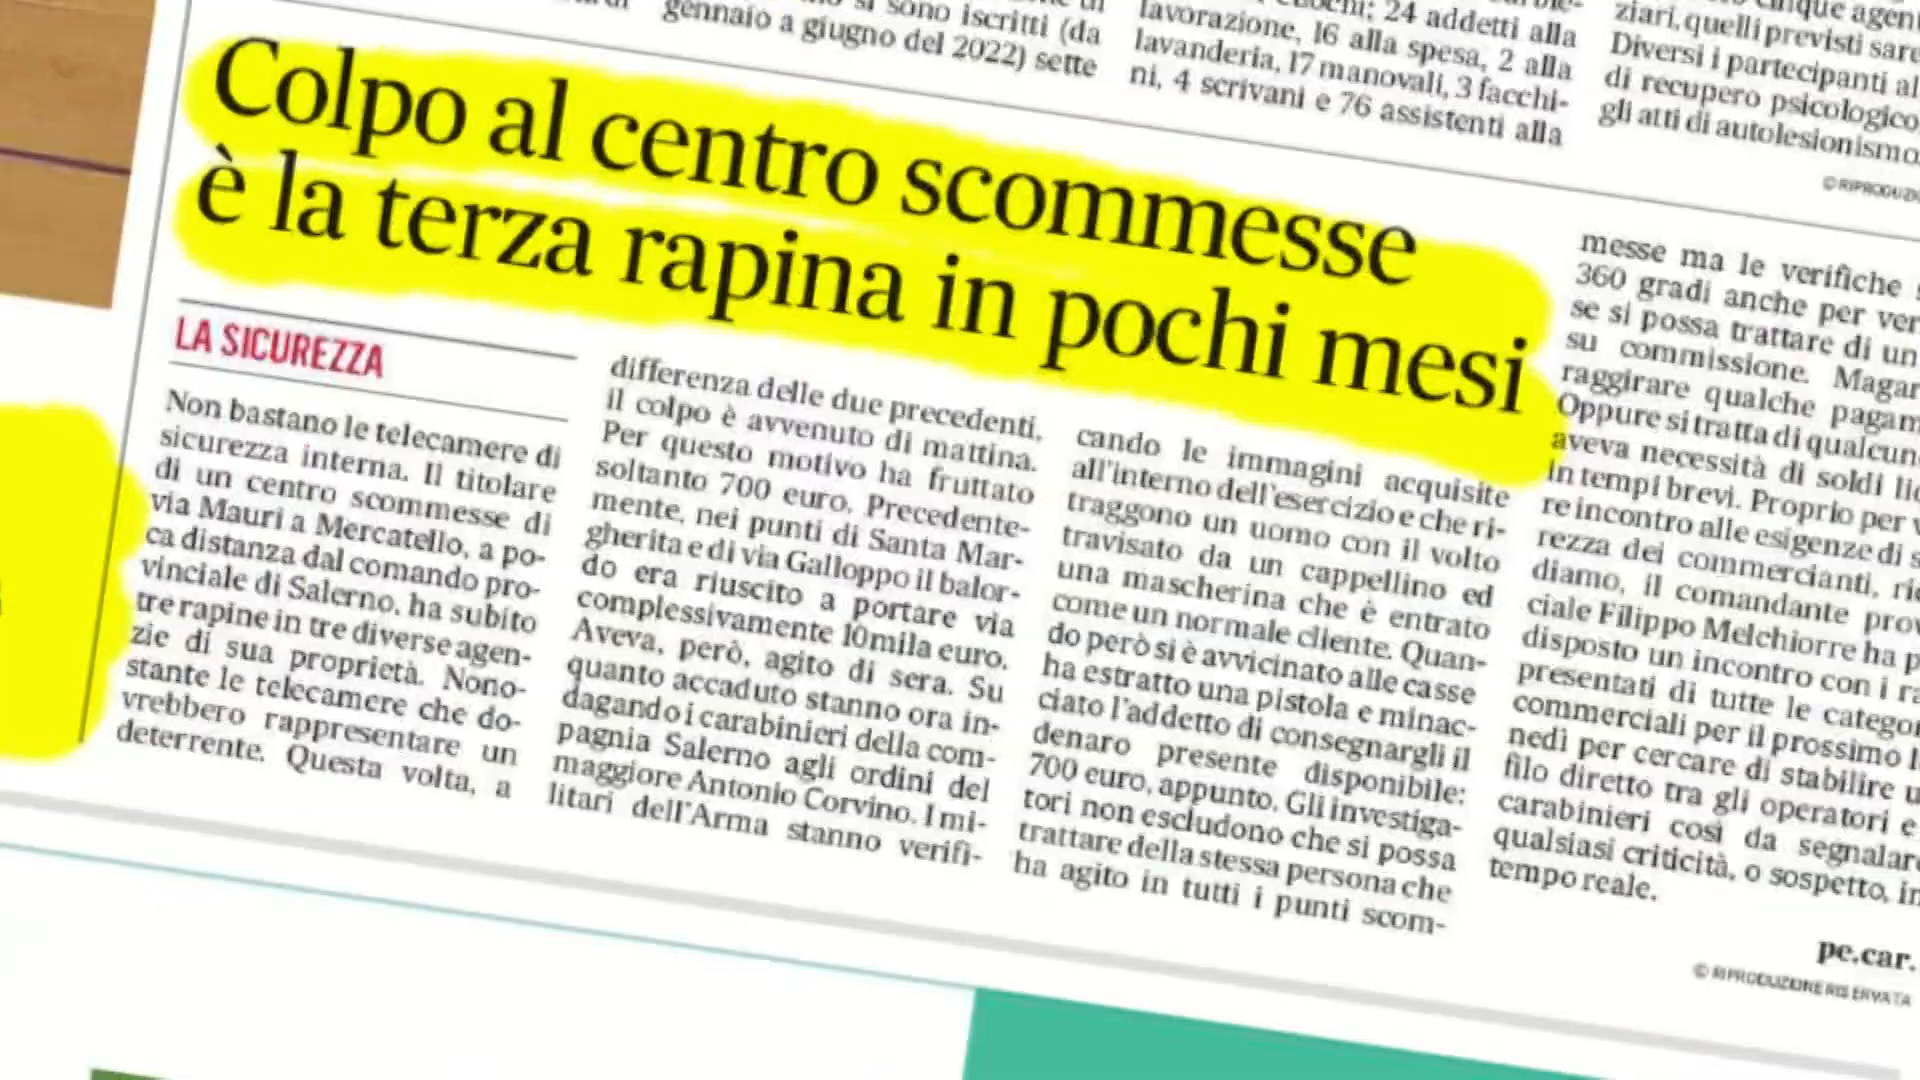 si sono iscritti (da
gennaio a giugno del 2022) sette
24 addetti alla
lavorazione, 16 alla spesa, 2 alla
lavanderia, 17 manovali, 3 facchi-
ni, 4 scrivani e 76 assistenti alla
ziari, quelli previsti
Diversi i partecipanti
di recupero psicologico,
gli atti di autolesionismo
Colpo al centro scommesse
è la terza rapina in pochi mesi
LA SICUREZZA
Non bastano le telecamere di
sicurezza interna. Il titolare
di un centro scommesse di
via Mauri a Mercatello, a po-
ca distanza dal comando pro-
vinciale di Salerno, ha subìto
tre rapine in tre diverse agen-
zie di sua proprietà. Nono-
stante le telecamere che do-
vrebbero rappresentare un
deterrente. Questa volta, a
differenza delle due precedenti,
il colpo è avvenuto di mattina.
Per questo motivo ha fruttato
soltanto 700 euro. Precedente-
mente, nei punti di Santa Mar-
gherita e di via Galloppo il balor-
do era riuscito a portare via
complessivamente 10mila euro.
Aveva, però, agito di sera. Su
quanto accaduto stanno ora in-
dagando i carabinieri della com-
pagnia Salerno agli ordini del
maggiore Antonio Corvino. I mi-
litari dell'Arma stanno verifi-
cando le immagini acquisite
all'interno dell'esercizio e che ri-
traggono un uomo con il volto
travisato da un cappellino ed
una mascherina che è entrato
come un normale cliente. Quan-
do però si è avvicinato alle casse
ha estratto una pistola e minac-
ciato l'addetto di consegnargli il
denaro presente disponibile:
700 euro, appunto. Gli investiga-
tori non escludono che si possa
trattare della stessa persona che
ha agito in tutti i punti scom-
messe ma le verifiche
360 gradi anche per
se si possa trattare di un
su commissione. Magar
raggirare qualche
Oppure si tratta di
aveva necessità di soldi
in tempi brevi. Proprio per
re incontro alle esigenze di
rezza dei commercianti,
diamo, il comandante
ciale Filippo Melchiorre ha
disposto un incontro con i
presentati di tutte le
commerciali per il prossimo
nedì per cercare di stabilire
filo diretto tra gli operatori e
carabinieri così da
qualsiasi criticità, o sospetto, in
tempo reale.
pe.car.
© RIPRODUZIONE RISERVATA